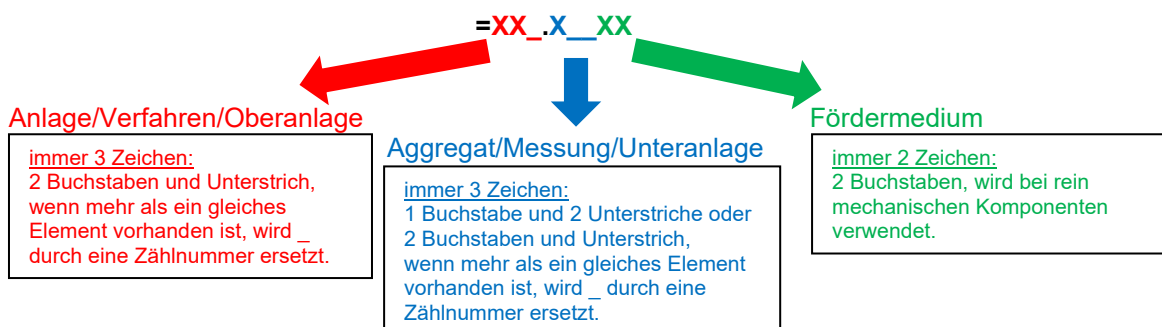 =XX_.X__XX
Anlage/Verfahren/Oberanlage
immer 3 Zeichen:
2 Buchstaben und Unterstrich,
wenn mehr als ein gleiches
Element vorhanden ist, wird _
durch eine Zählnummer ersetzt.
Aggregat/Messung/Unteranlage
immer 3 Zeichen:
1 Buchstabe und 2 Unterstriche oder
2 Buchstaben und Unterstrich,
wenn mehr als ein gleiches Element
vorhanden ist, wird _ durch eine
Zählnummer ersetzt.
Fördermedium
immer 2 Zeichen:
2 Buchstaben, wird bei rein
mechanischen Komponenten
verwendet.